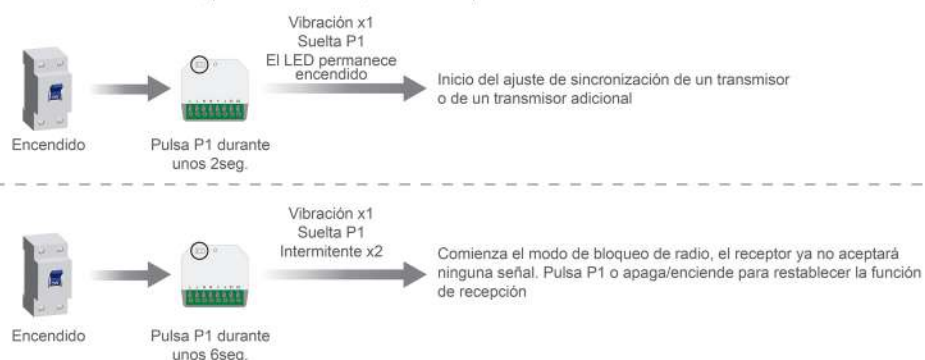 Vibración x1
Suelta P1
El LED permanece
encendido
Inicio del ajuste de sincronización de un transmisor
o de un transmisor adicional
Encendido
Pulsa P1 durante
unos 2seg.
Vibración x1
Suelta P1
Intermitente x2
Comienza el modo de bloqueo de radio, el receptor ya no aceptará
ninguna señal. Pulsa P1 o apaga/enciende para restablecer la función
de recepción
Encendido
Pulsa P1 durante
unos 6seg.